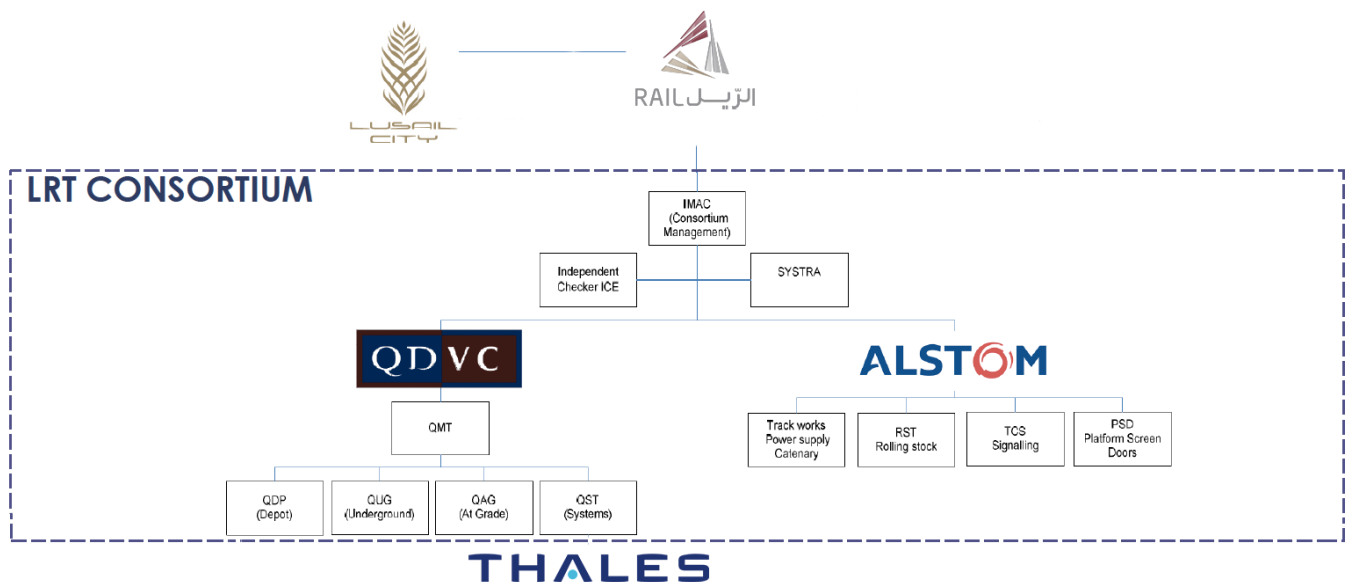 LUSAIL
CITY
RAIL الرّيل
LRT CONSORTIUM
IMAC
(Consortium
Management)
Independent
Checker ICE
SYSTRA
QDVC
ALSTOM
QMT
Track works
Power supply
Catenary
RST
Rolling stock
TCS
Signalling
PSD
Platform Screen
Doors
QDP
(Depot)
QUG
(Underground)
QAG
(At Grade)
QST
(Systems)
THALES